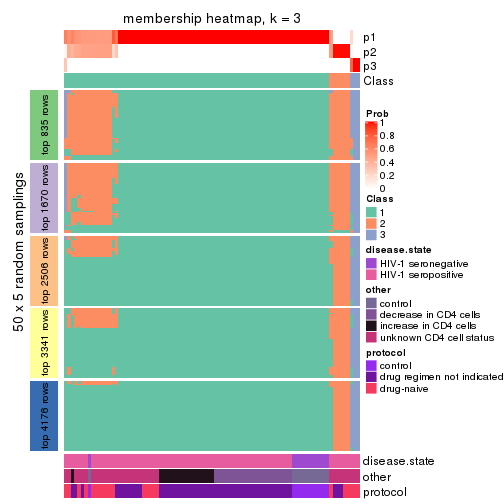 membership heatmap, k = 3
p1
p2
p3
Class
50 x 5 random samplings
top 835 rows
top 1670 rows
top 2506 rows
top 3341 rows
top 4176 rows
disease.state
other
protocol
Prob
1
0.8
0.6
0.4
0.2
0
Class
1
2
3
disease.state
HIV-1 seronegative
HIV-1 seropositive
other
control
decrease in CD4 cells
increase in CD4 cells
unknown CD4 cell status
protocol
control
drug regimen not indicated
drug-naive